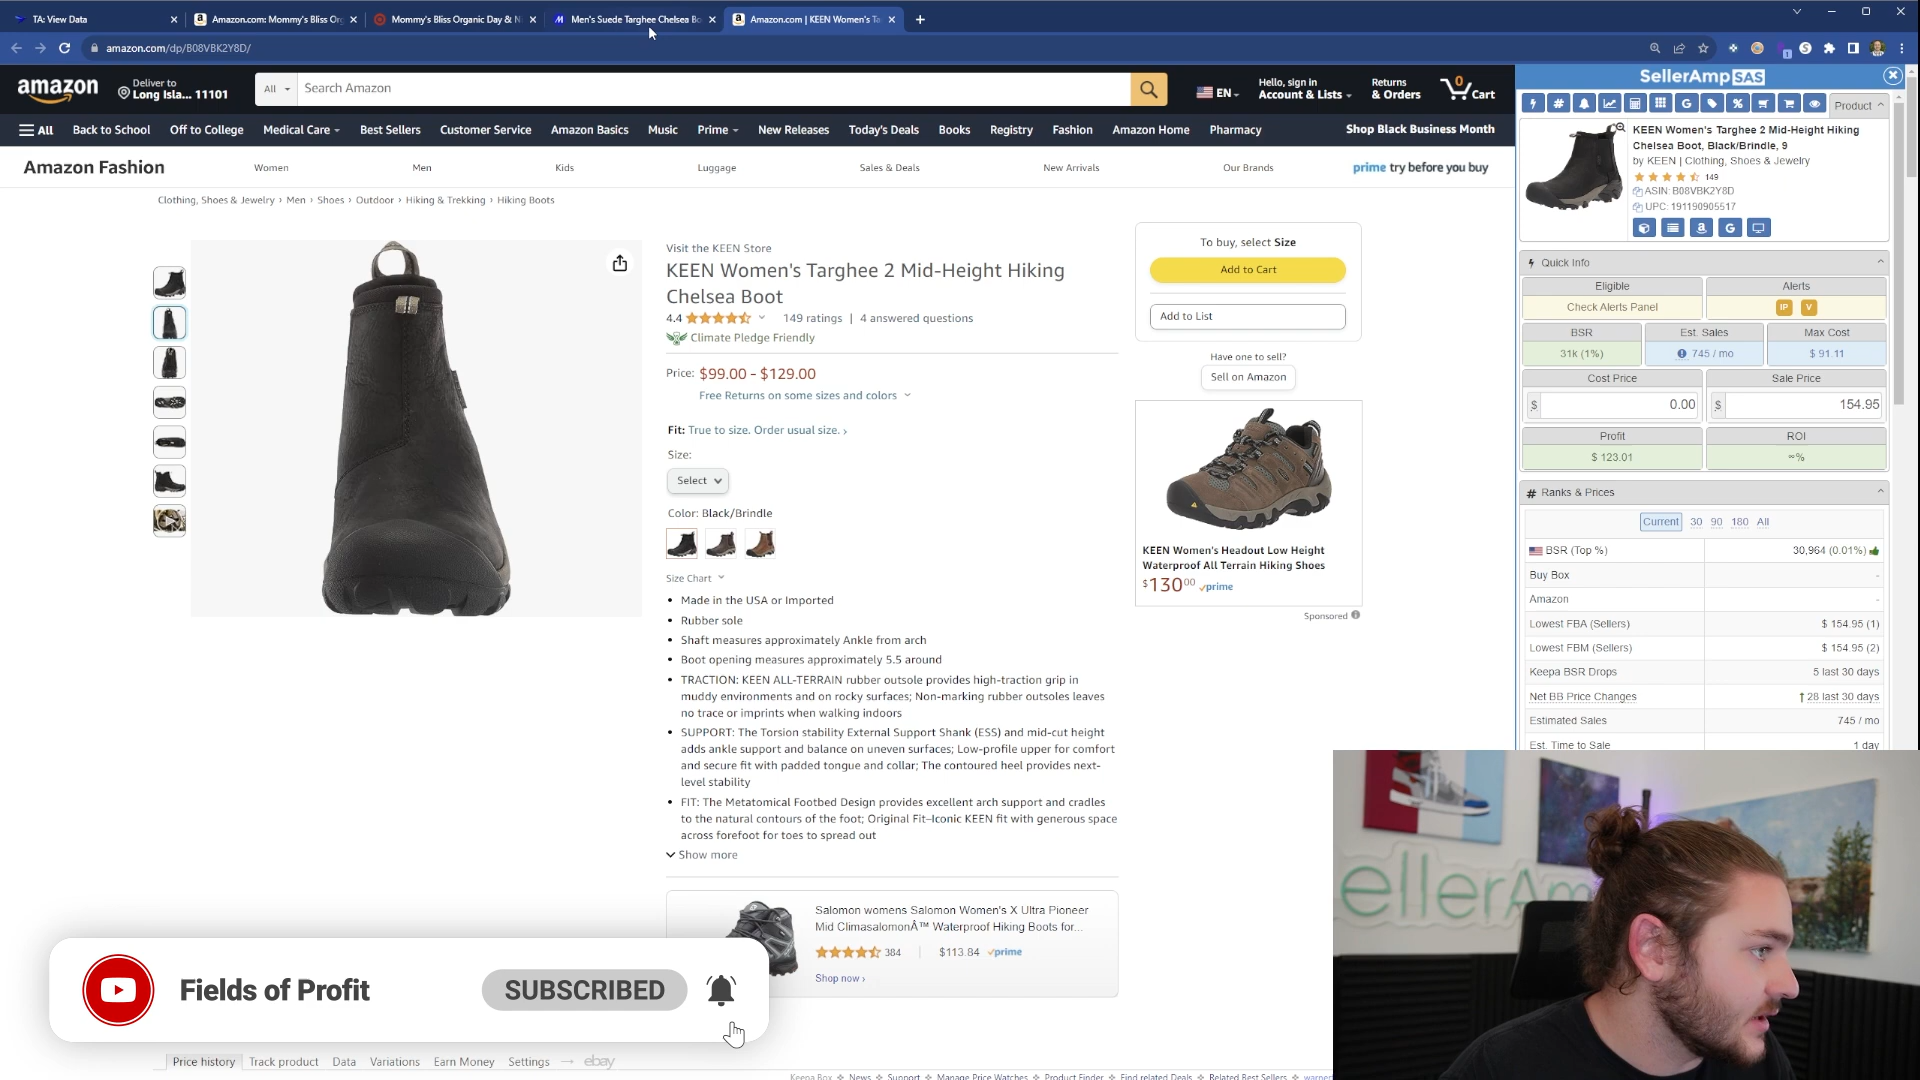 TA: View Data
Amazon.com: Mommy's Bliss Org
Mommy's Bliss Organic Day & N
Men's Suede Targhee Chelsea Bo
Amazon.com | KEEN Women's Ta
amazon.com/dp/B08VBK2Y8D/
amazon
Deliver to
Long Isla... 11101
All
Search Amazon
EN
Hello, sign in
Account & Lists
Returns
& Orders
0
Cart
All
Back to School
Off to College
Medical Care
Best Sellers
Customer Service
Amazon Basics
Music
Prime
New Releases
Today's Deals
Books
Registry
Fashion
Amazon Home
Pharmacy
Shop Black Business Month
Amazon Fashion
Women
Men
Kids
Luggage
Sales & Deals
New Arrivals
Our Brands
prime try before you buy
Clothing, Shoes & Jewelry › Men › Shoes › Outdoor › Hiking & Trekking › Hiking Boots
Visit the KEEN Store
KEEN Women's Targhee 2 Mid-Height Hiking
Chelsea Boot
4.4
149 ratings | 4 answered questions
Climate Pledge Friendly
Price: $99.00 - $129.00
Free Returns on some sizes and colors
Fit: True to size. Order usual size. ›
Size:
Select
Color: Black/Brindle
Size Chart
• Made in the USA or Imported
• Rubber sole
• Shaft measures approximately Ankle from arch
• Boot opening measures approximately 5.5 around
• TRACTION: KEEN ALL-TERRAIN rubber outsole provides high-traction grip in
muddy environments and on rocky surfaces; Non-marking rubber outsoles leaves
no trace or imprints when walking indoors
• SUPPORT: The Torsion stability External Support Shank (ESS) and mid-cut height
adds ankle support and balance on uneven surfaces; Low-profile upper for comfort
and secure fit with padded tongue and collar; The contoured heel provides next-
level stability
• FIT: The Metatomical Footbed Design provides excellent arch support and cradles
to the natural contours of the foot; Original Fit–Iconic KEEN fit with generous space
across forefoot for toes to spread out
Show more
Salomon womens Salomon Women's X Ultra Pioneer
Mid ClimasalomonÂ™ Waterproof Hiking Boots for...
384
$113.84 prime
Shop now ›
To buy, select Size
Add to Cart
Add to List
Have one to sell?
Sell on Amazon
KEEN Women's Headout Low Height
Waterproof All Terrain Hiking Shoes
$130.00 prime
Sponsored
SellerAmp SAS
Product
KEEN Women's Targhee 2 Mid-Height Hiking
Chelsea Boot, Black/Brindle, 9
by KEEN | Clothing, Shoes & Jewelry
149
ASIN: B08VBK2Y8D
UPC: 191190905517
Quick Info
Eligible
Alerts
Check Alerts Panel
IP
V
BSR
Est. Sales
Max Cost
31k (1%)
745 / mo
$ 91.11
Cost Price
Sale Price
$ 0.00
$ 154.95
Profit
ROI
$ 123.01
∞%
# Ranks & Prices
Current 30 90 180 All
BSR (Top %)
30,964 (0.01%)
Buy Box
-
Amazon
-
Lowest FBA (Sellers)
$ 154.95 (1)
Lowest FBM (Sellers)
$ 154.95 (2)
Keepa BSR Drops
5 last 30 days
Net BB Price Changes
↑ 28 last 30 days
Estimated Sales
745 / mo
Est. Time to Sale
1 day
ellerAm
Fields of Profit
SUBSCRIBED
Price history
Track product
Data
Variations
Earn Money
Settings
ebay
Keepa Box
News
Support
Manage Price Watches
Product Finder
Find related Deals
Related Best Sellers